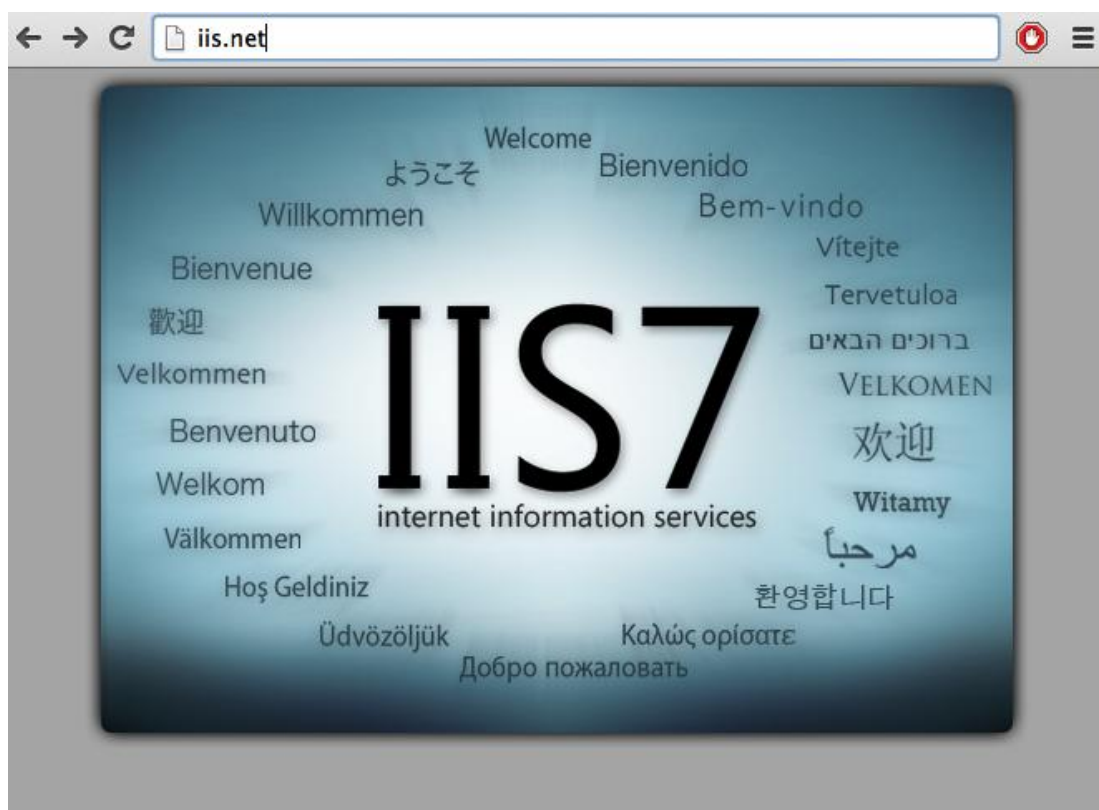 iis.net
Welcome
ようこそ
Bienvenido
Willkommen
Bem-vindo
Vítejte
Bienvenue
Tervetuloa
歡迎
ברוכים הבאים
Velkommen
VELKOMEN
Benvenuto
欢迎
Welkom
Witamy
IIS7
internet information services
Välkommen
مرحباً
Hoş Geldiniz
환영합니다
Üdvözöljük
Καλώς ορίσατε
Добро пожаловать